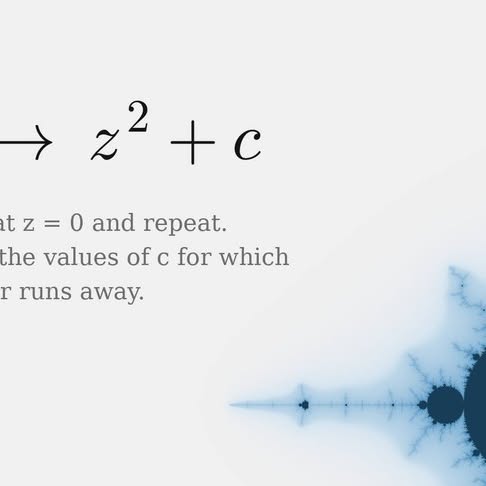 → z² + c
at z = 0 and repeat.
the values of c for which
r runs away.